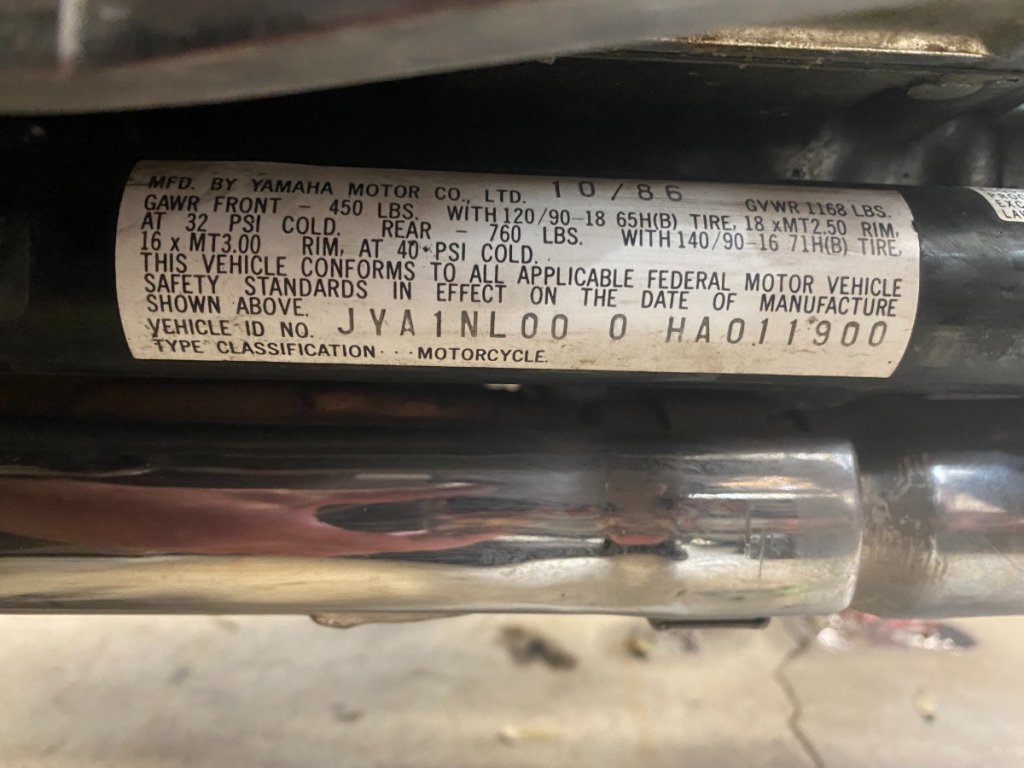 MFD. BY YAMAHA MOTOR CO., LTD. 10/86
GVWR 1168 LBS.
GAWR FRONT - 450 LBS. WITH 120/90-18 65H(B) TIRE, 18 xMT2.50 RIM,
AT 32 PSI COLD. REAR - 760 LBS. WITH 140/90-16 71H(B) TIRE,
16 x MT3.00 RIM, AT 40 PSI COLD.
THIS VEHICLE CONFORMS TO ALL APPLICABLE FEDERAL MOTOR VEHICLE
SAFETY STANDARDS IN EFFECT ON THE DATE OF MANUFACTURE
SHOWN ABOVE.
VEHICLE ID NO. JYA1NL00 0 HA011900
TYPE CLASSIFICATION ··· MOTORCYCLE.